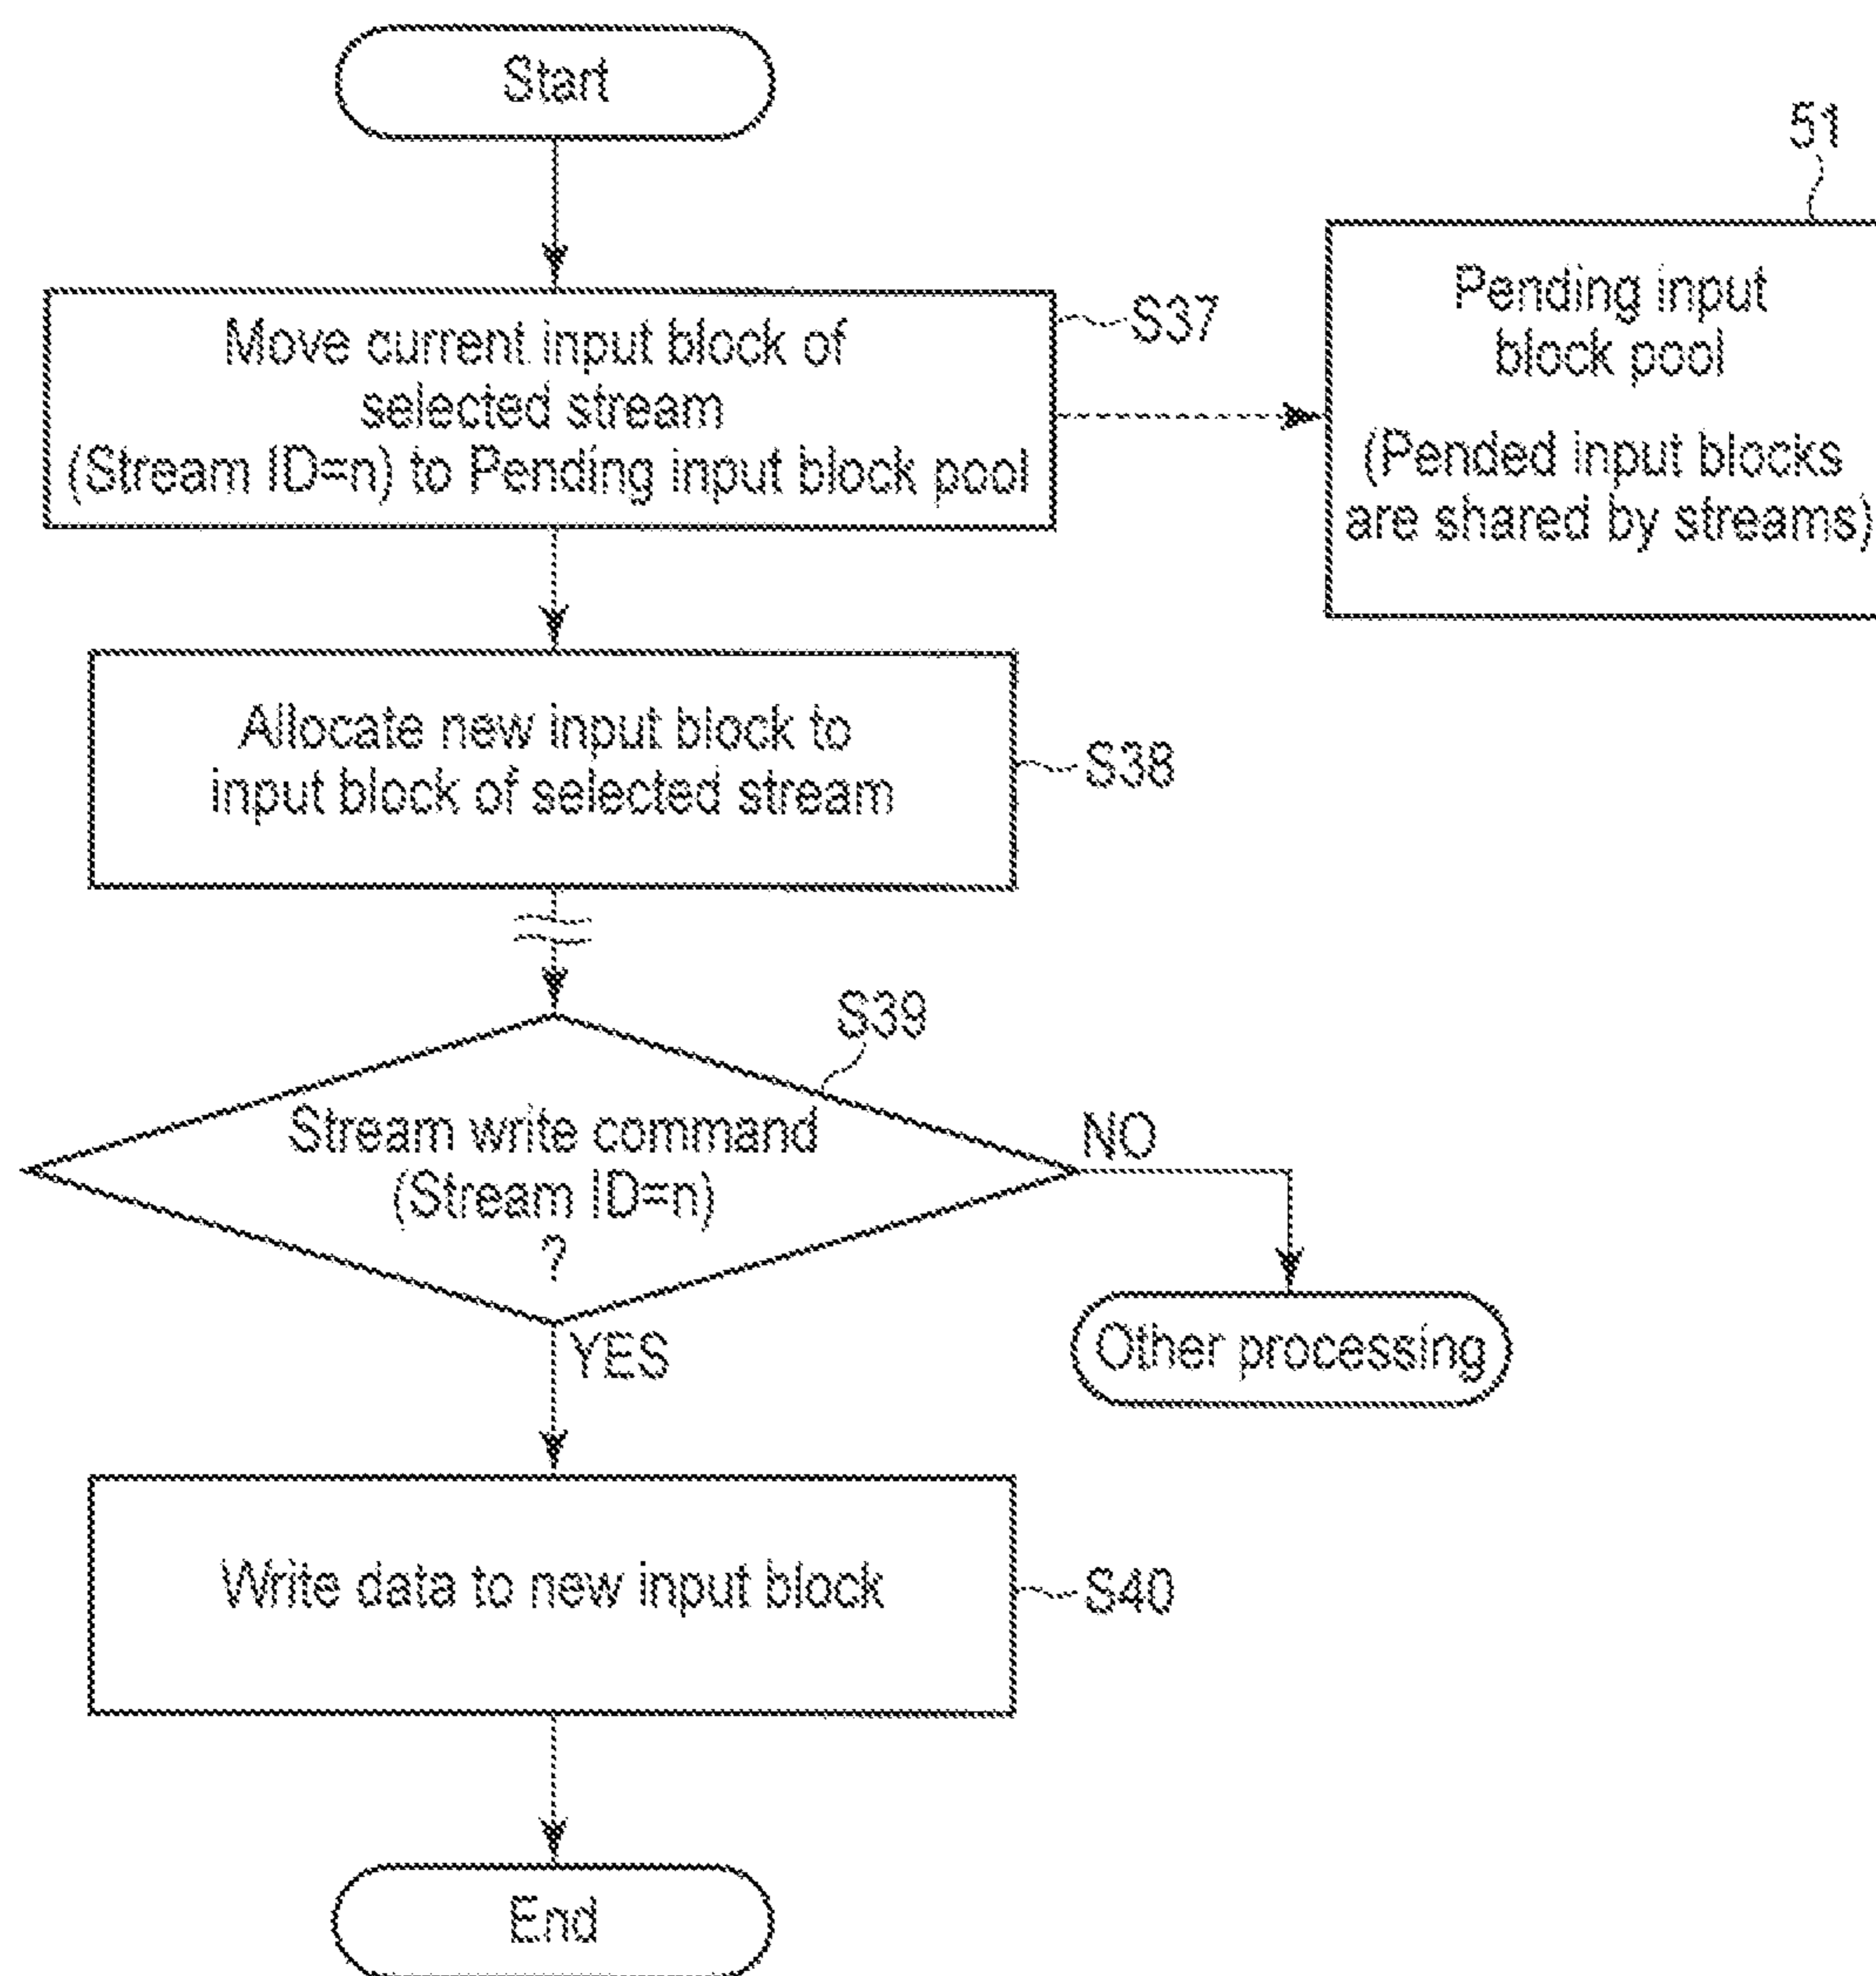 Start
51
Move current input block of
selected stream
(Stream ID=n) to Pending input block pool
S37
Pending input
block pool
(Pended input blocks
are shared by streams)
Allocate new input block to
input block of selected stream
S38
S39
Stream write command
(Stream ID=n)
?
NO
YES
Other processing
Write data to new input block
S40
End